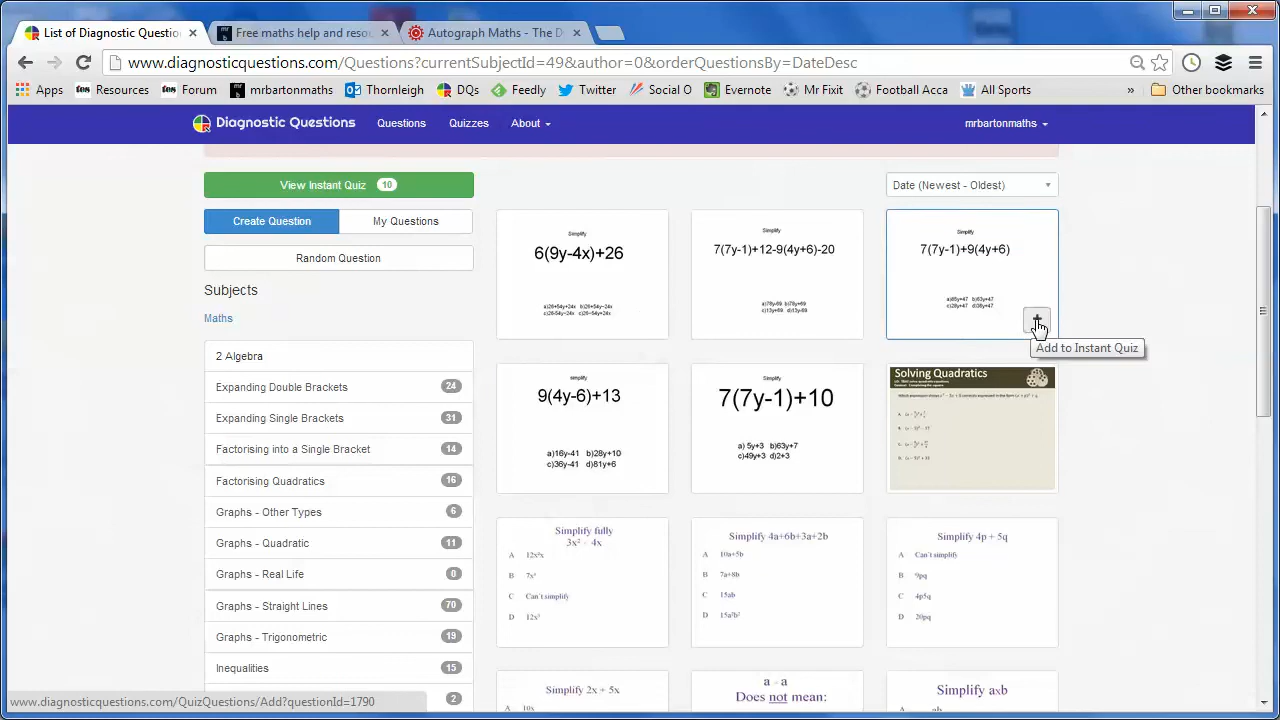 List of Diagnostic Questio
Free maths help and reso
Autograph Maths - The D
www.diagnosticquestions.com/Questions?currentSubjectId=49&author=0&orderQuestionsBy=DateDesc
Apps
Resources
Forum
mrbartonmaths
Thornleigh
DQs
Feedly
Twitter
Social O
Evernote
Mr Fixit
Football Acca
All Sports
»
Other bookmarks
Diagnostic Questions
Questions
Quizzes
About
mrbartonmaths
View Instant Quiz 10
Date (Newest - Oldest)
Create Question
My Questions
Random Question
Subjects
Maths
2 Algebra
Expanding Double Brackets 24
Expanding Single Brackets 31
Factorising into a Single Bracket 14
Factorising Quadratics 16
Graphs - Other Types 6
Graphs - Quadratic 11
Graphs - Real Life 0
Graphs - Straight Lines 70
Graphs - Trigonometric 19
Inequalities 15
2
Simplify
6(9y-4x)+26
Simplify
7(7y-1)+12-9(4y+6)-20
Simplify
7(7y-1)+9(4y+6)
Add to Instant Quiz
simplify
9(4y-6)+13
a)16y-41 b)28y+10
c)36y-41 d)81y+6
Simplify
7(7y-1)+10
a) 5y+3 b)63y+7
c)49y+3 d)2+3
Solving Quadratics
Simplify fully
A 12x²x
B 7x³
C Can't simplify
D 12x³
Simplify 4a+6b+3a+2b
A 10a+5b
B 7a+8b
C 15ab
D 15a²b²
Simplify 4p + 5q
A Can't simplify
B 9pq
C 4p5q
D 20pq
Simplify 2x + 5x
A 10x
Does not mean:
Simplify axb
A ab
www.diagnosticquestions.com/QuizQuestions/Add?questionId=1790